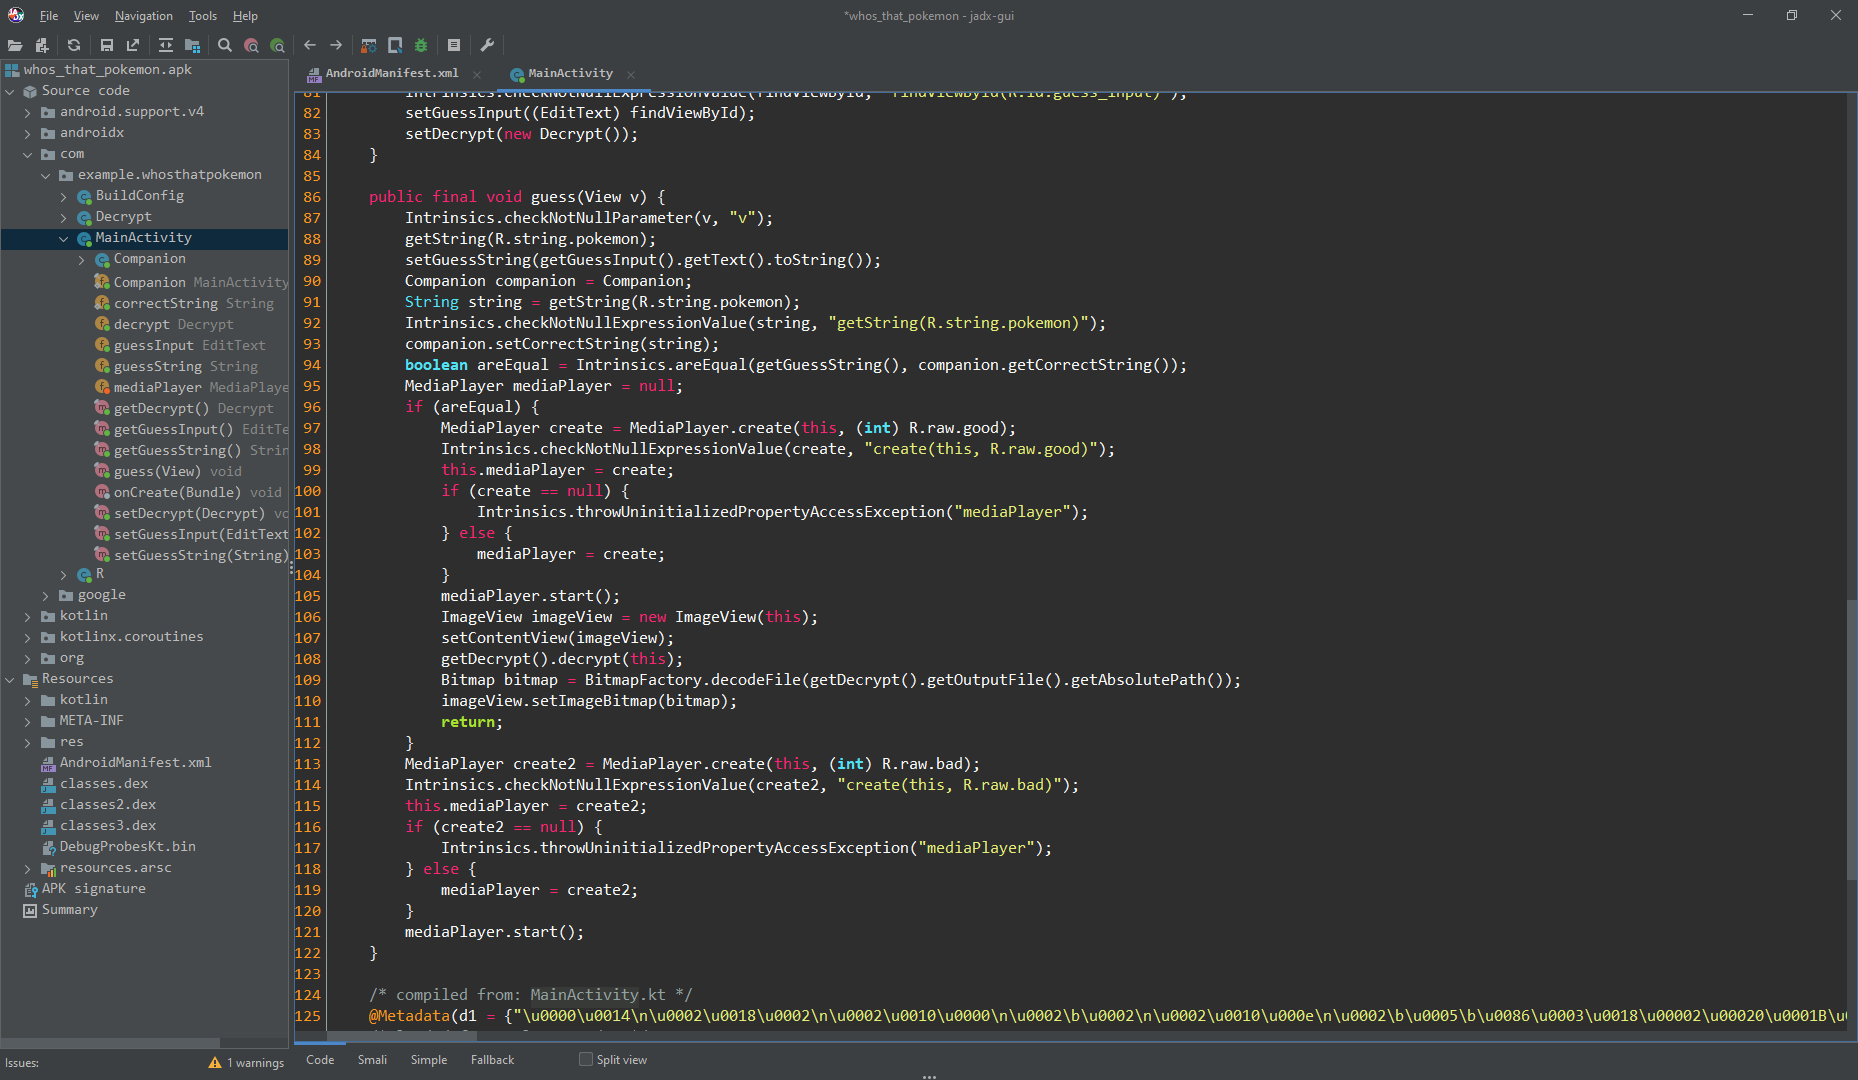 File View Navigation Tools Help
*whos_that_pokemon - jadx-gui
whos_that_pokemon.apk
Source code
android.support.v4
androidx
com
example.whosthatpokemon
BuildConfig
Decrypt
MainActivity
Companion
Companion MainActivity
correctString String
decrypt Decrypt
guessInput EditText
guessString String
mediaPlayer MediaPlaye
getDecrypt() Decrypt
getGuessInput() EditTe
getGuessString() Strin
guess(View) void
onCreate(Bundle) void
setDecrypt(Decrypt) vo
setGuessInput(EditText
setGuessString(String)
R
google
kotlin
kotlinx.coroutines
org
Resources
kotlin
META-INF
res
AndroidManifest.xml
classes.dex
classes2.dex
classes3.dex
DebugProbesKt.bin
resources.arsc
APK signature
Summary
Issues: 1 warnings
AndroidManifest.xml MainActivity
81 Intrinsics.checkNotNullExpressionValue(findViewById, "findViewById(R.id.guess_input)");
82 setGuessInput((EditText) findViewById);
83 setDecrypt(new Decrypt());
84 }
85
86 public final void guess(View v) {
87 Intrinsics.checkNotNullParameter(v, "v");
88 getString(R.string.pokemon);
89 setGuessString(getGuessInput().getText().toString());
90 Companion companion = Companion;
91 String string = getString(R.string.pokemon);
92 Intrinsics.checkNotNullExpressionValue(string, "getString(R.string.pokemon)");
93 companion.setCorrectString(string);
94 boolean areEqual = Intrinsics.areEqual(getGuessString(), companion.getCorrectString());
95 MediaPlayer mediaPlayer = null;
96 if (areEqual) {
97 MediaPlayer create = MediaPlayer.create(this, (int) R.raw.good);
98 Intrinsics.checkNotNullExpressionValue(create, "create(this, R.raw.good)");
99 this.mediaPlayer = create;
100 if (create == null) {
101 Intrinsics.throwUninitializedPropertyAccessException("mediaPlayer");
102 } else {
103 mediaPlayer = create;
104 }
105 mediaPlayer.start();
106 ImageView imageView = new ImageView(this);
107 setContentView(imageView);
108 getDecrypt().decrypt(this);
109 Bitmap bitmap = BitmapFactory.decodeFile(getDecrypt().getOutputFile().getAbsolutePath());
110 imageView.setImageBitmap(bitmap);
111 return;
112 }
113 MediaPlayer create2 = MediaPlayer.create(this, (int) R.raw.bad);
114 Intrinsics.checkNotNullExpressionValue(create2, "create(this, R.raw.bad)");
115 this.mediaPlayer = create2;
116 if (create2 == null) {
117 Intrinsics.throwUninitializedPropertyAccessException("mediaPlayer");
118 } else {
119 mediaPlayer = create2;
120 }
121 mediaPlayer.start();
122 }
123
124 /* compiled from: MainActivity.kt */
125 @Metadata(d1 = {"\u0000\u0014\n\u0002\u0018\u0002\n\u0002\u0010\u0000\n\u0002\b\u0002\n\u0002\u0010\u000e\n\u0002\b\u0005\b\u0086\u0003\u0018\u00002\u00020\u0001B\u
Code Smali Simple Fallback Split view